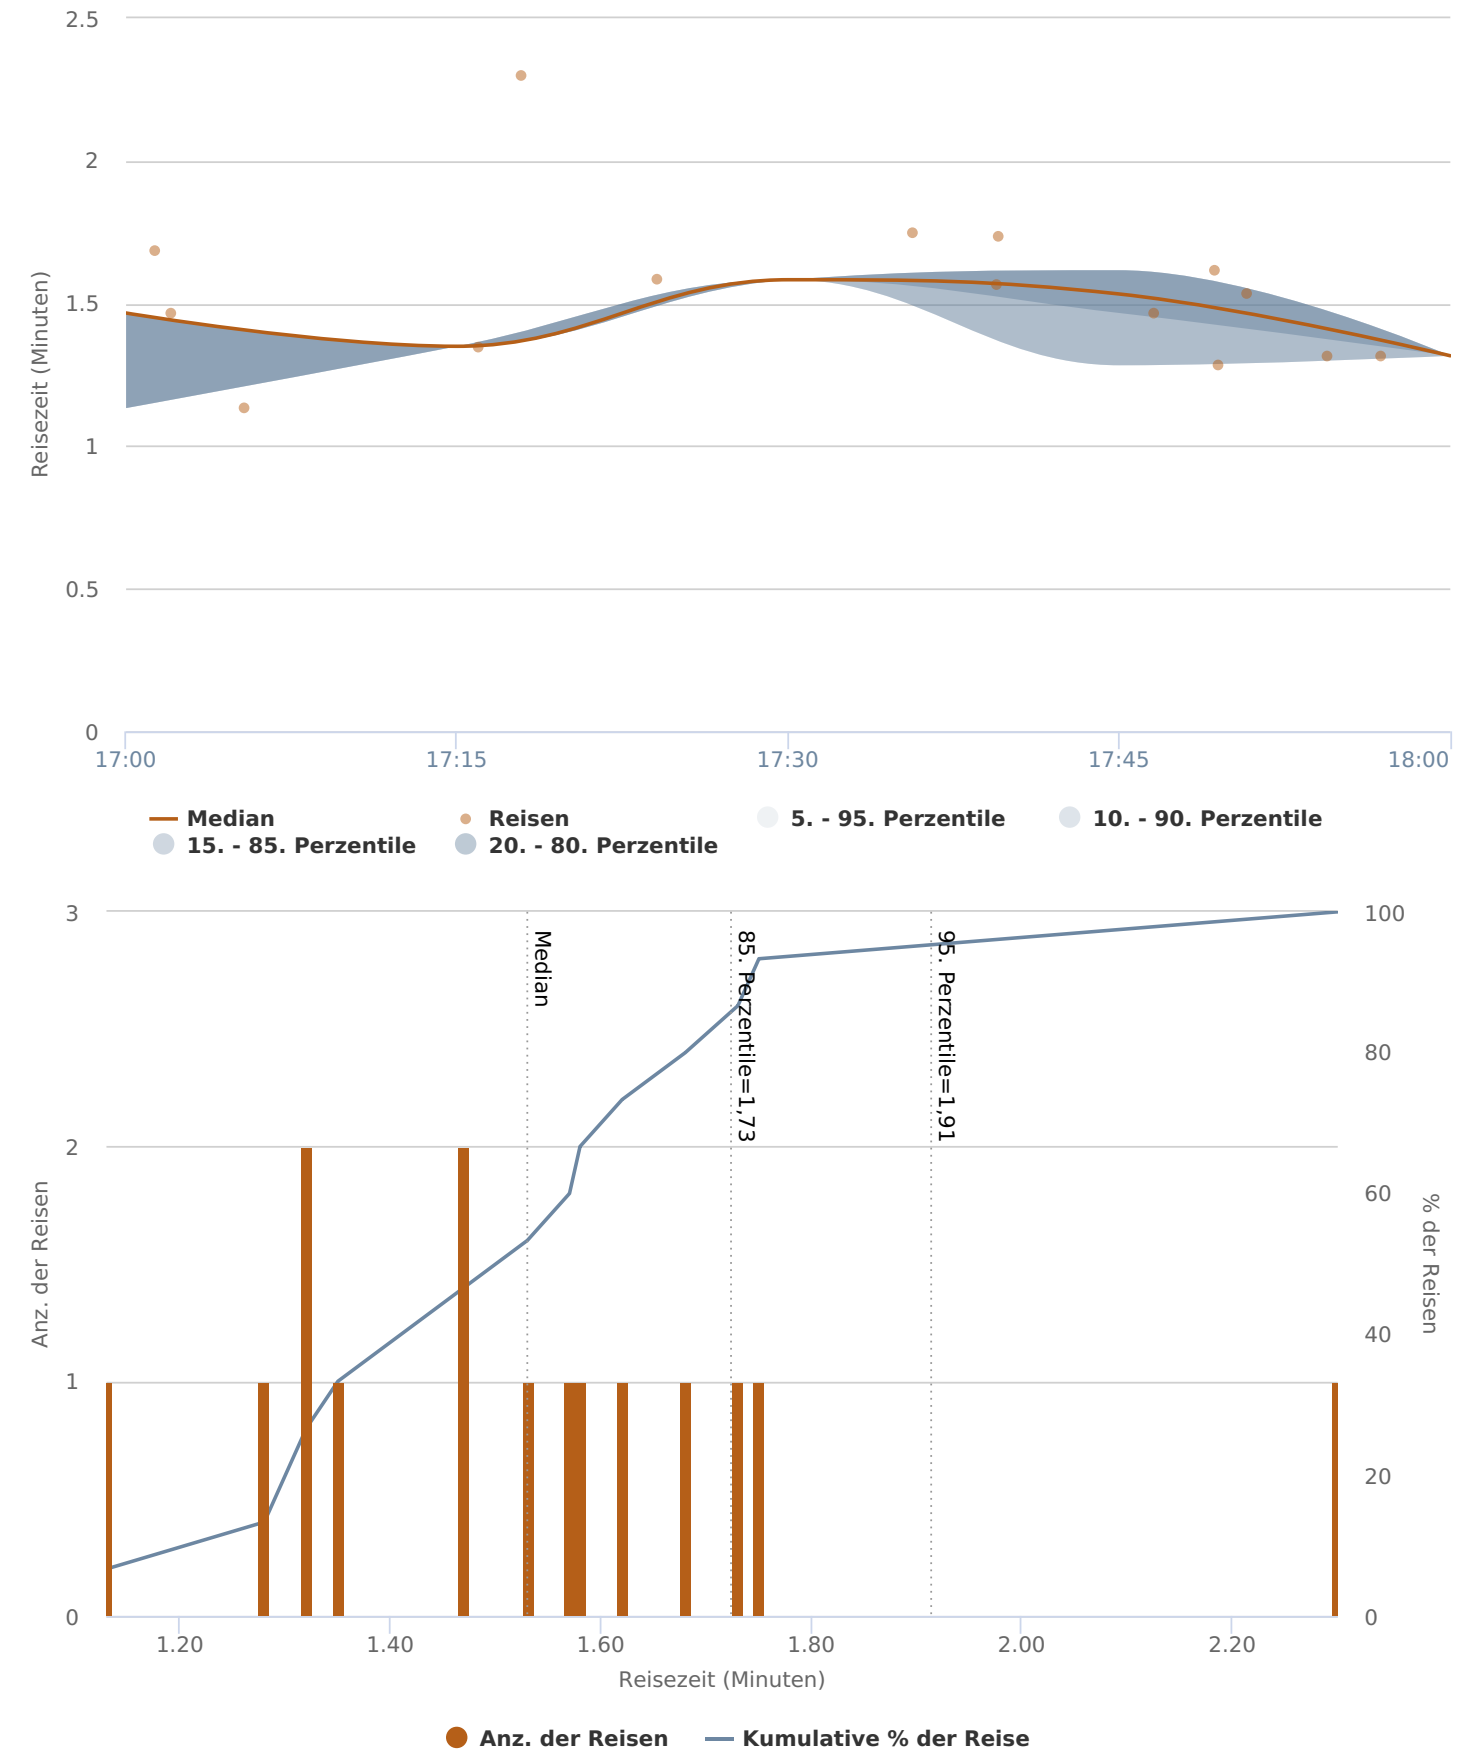 2.5
2
1.5
1
0.5
0
Reisezeit (Minuten)
17:00 17:15 17:30 17:45 18:00
Median Reisen 5. - 95. Perzentile 10. - 90. Perzentile
15. - 85. Perzentile 20. - 80. Perzentile
3
2
1
0
Anz. der Reisen
Median
85. Perzentile=1,73
95. Perzentile=1,91
100
80
60
40
20
0
% der Reisen
1.20 1.40 1.60 1.80 2.00 2.20
Reisezeit (Minuten)
Anz. der Reisen Kumulative % der Reise